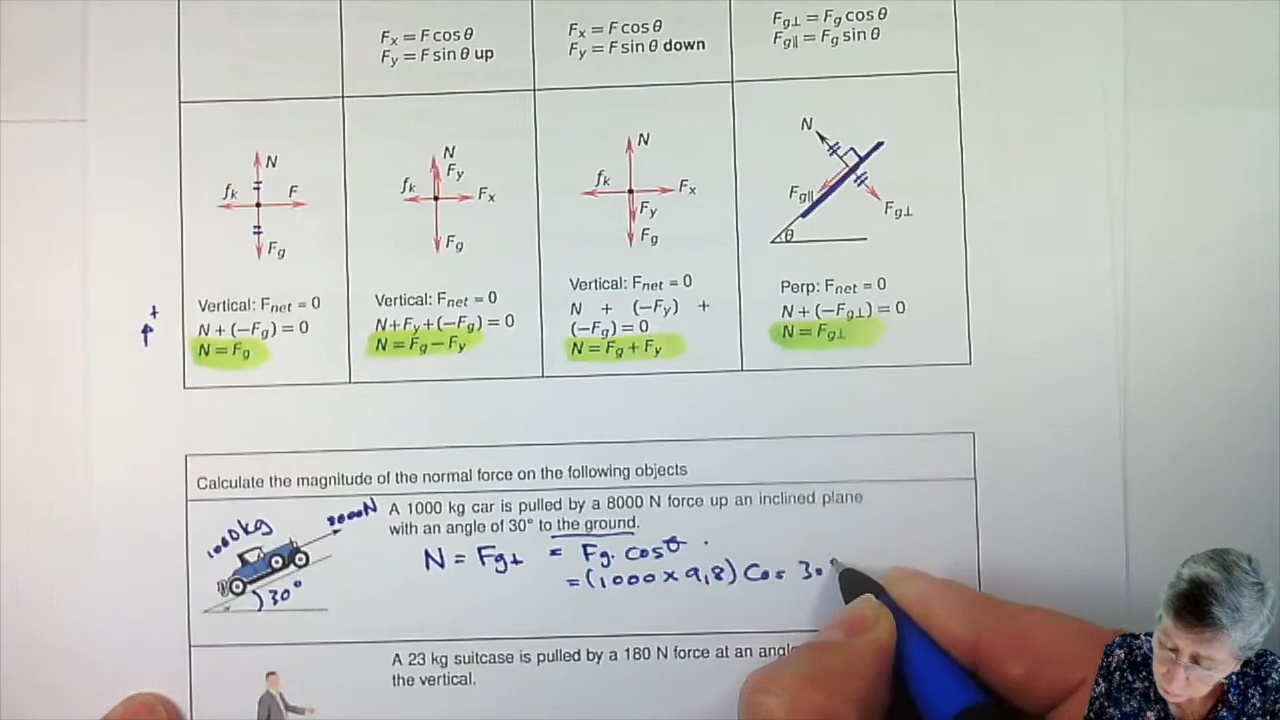 Fx = F cos θ
Fy = F sin θ up
Fx = F cos θ
Fy = F sin θ down
Fg⊥ = Fg cos θ
Fg|| = Fg sin θ
N
fk
F
Fg
N
Fy
fk
Fx
Fg
N
fk
Fx
Fy
Fg
N
Fg||
Fg⊥
θ
+
Vertical: Fnet = 0
N + (−Fg) = 0
N = Fg
Vertical: Fnet = 0
N+Fy+(−Fg) = 0
N = Fg − Fy
Vertical: Fnet = 0
N + (−Fy) +
(−Fg) = 0
N = Fg + Fy
Perp: Fnet = 0
N + (−Fg⊥) = 0
N = Fg⊥
Calculate the magnitude of the normal force on the following objects
1000kg
8000N
30°
A 1000 kg car is pulled by a 8000 N force up an inclined plane
with an angle of 30° to the ground.
N = Fg⊥ = Fg. cosθ
= (1000 × 9,8) Cos 30°
A 23 kg suitcase is pulled by a 180 N force at an angle
the vertical.